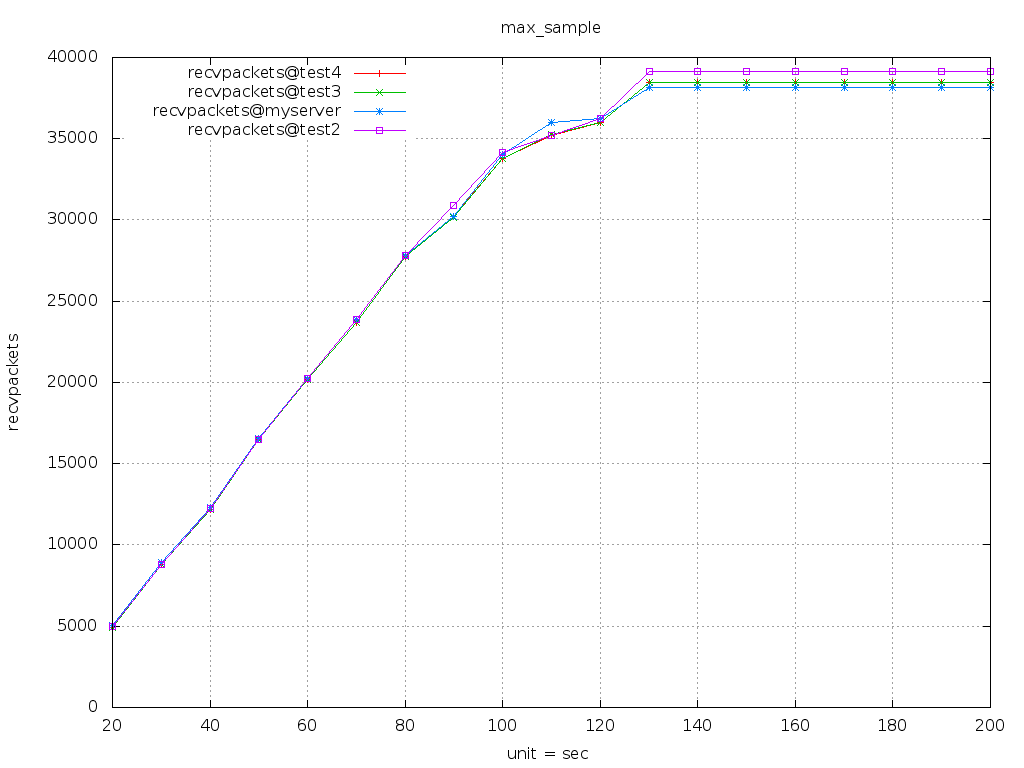 max_sample
recvpackets@test4
recvpackets@test3
recvpackets@myserver
recvpackets@test2
recvpackets
40000
35000
30000
25000
20000
15000
10000
5000
0
20 40 60 80 100 120 140 160 180 200
unit = sec